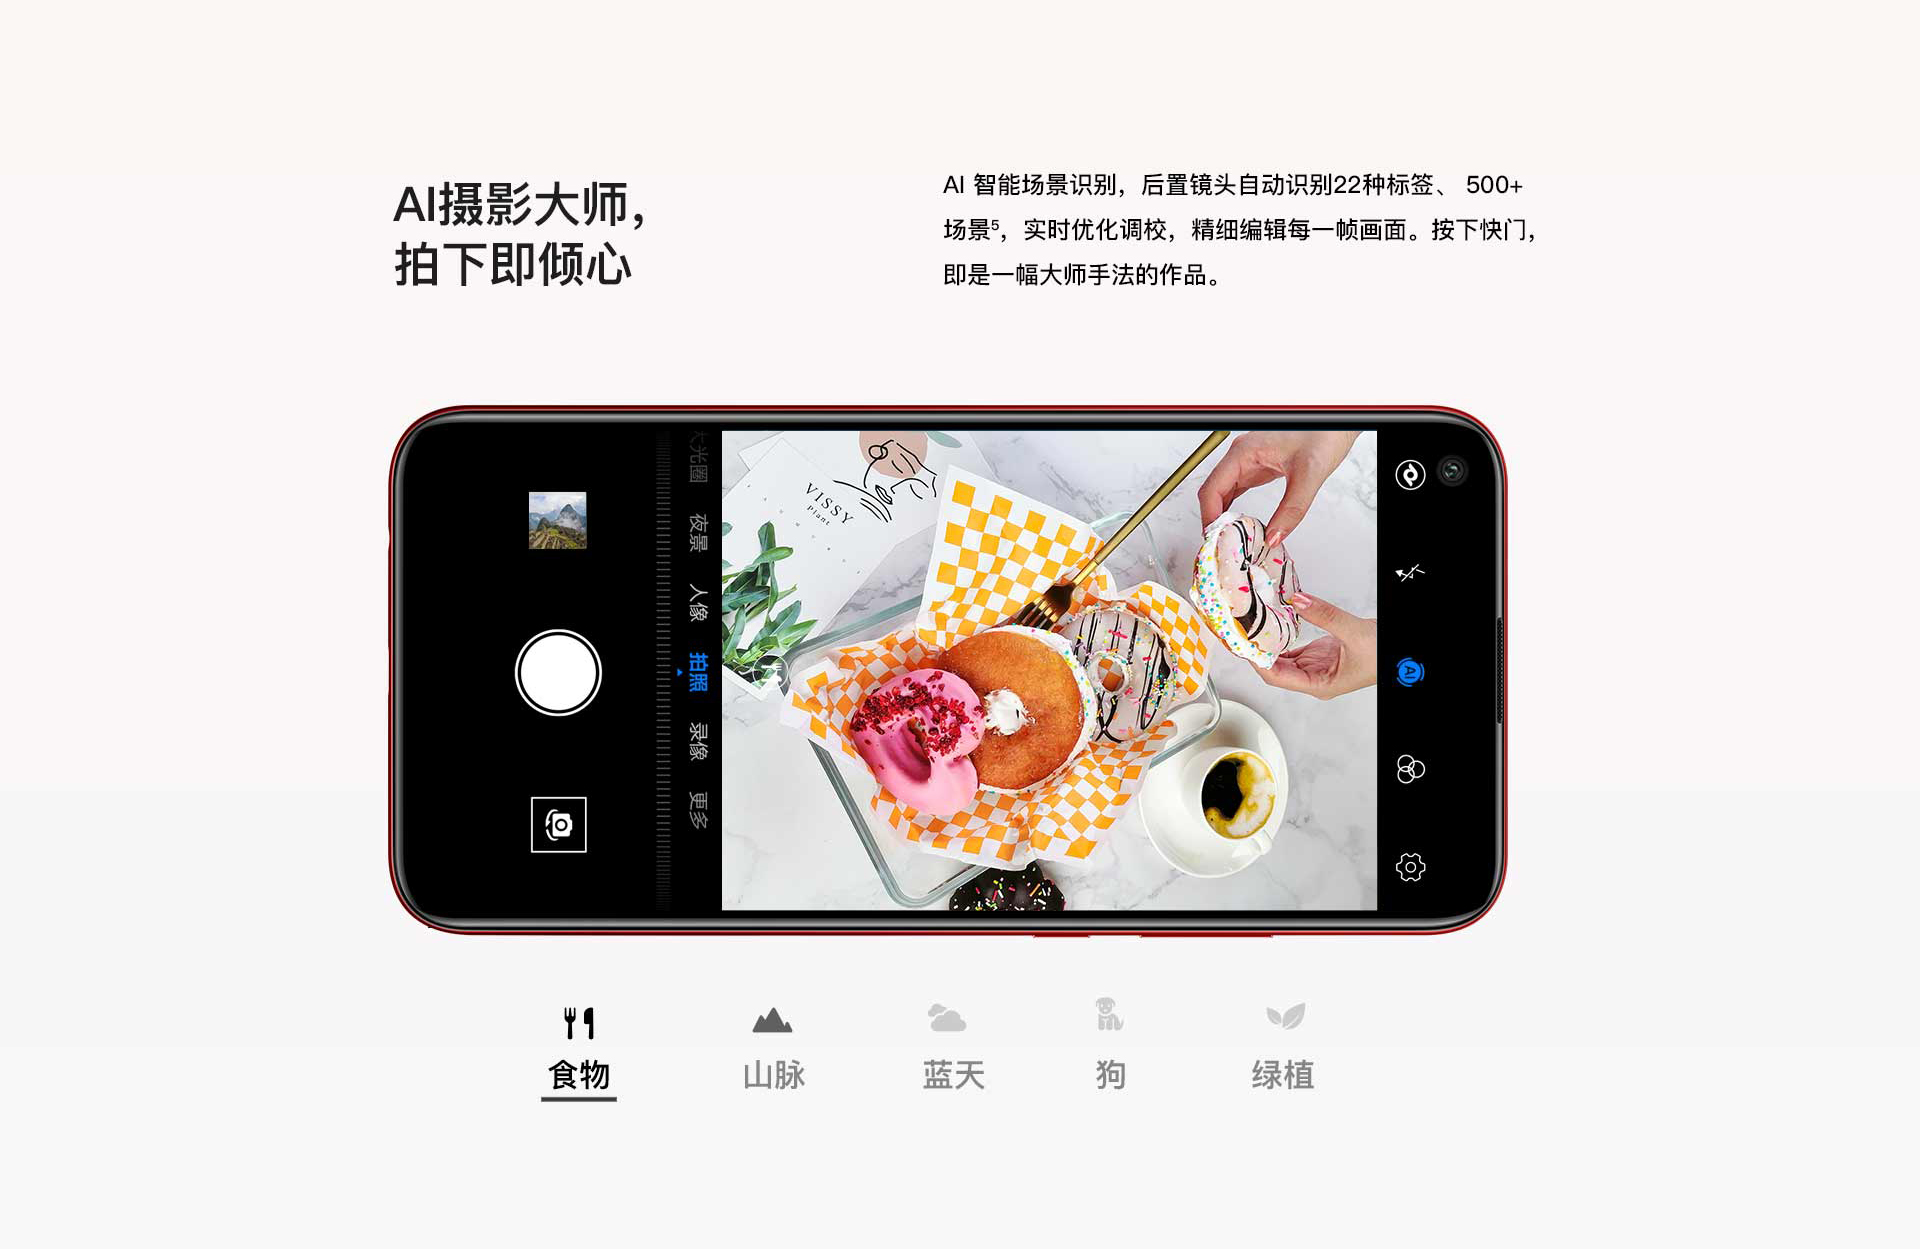 AI摄影大师，
拍下即倾心
AI 智能场景识别，后置镜头自动识别22种标签、 500+
场景5，实时优化调校，精细编辑每一帧画面。按下快门，
即是一幅大师手法的作品。
大光圈
夜景
人像
拍照
录像
更多
VISSY
Plant
AI
食物
山脉
蓝天
狗
绿植